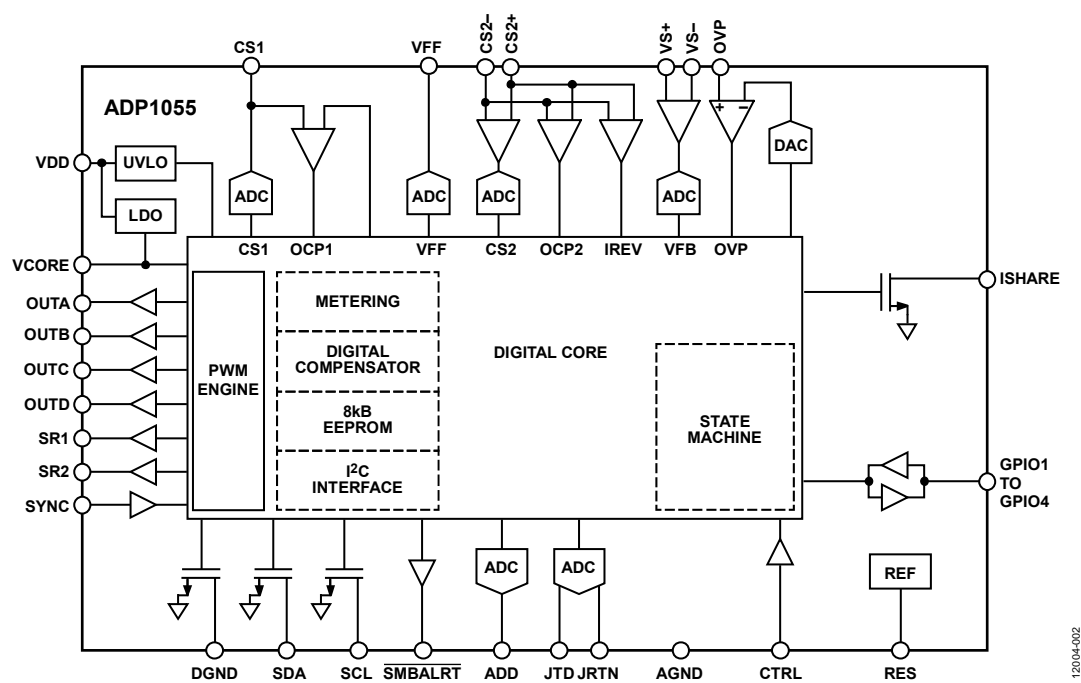 CS1
VFF
CS2–
CS2+
VS+
VS–
OVP
ADP1055
+
–
VDD
UVLO
DAC
ADC
ADC
ADC
ADC
LDO
CS1
OCP1
VFF
CS2
OCP2
IREV
VFB
OVP
VCORE
ISHARE
OUTA
METERING
OUTB
DIGITAL
COMPENSATOR
DIGITAL CORE
OUTC
PWM
ENGINE
OUTD
8kB
EEPROM
STATE
MACHINE
SR1
SR2
I2C
INTERFACE
SYNC
GPIO1
TO
GPIO4
ADC
ADC
REF
DGND
SDA
SCL
SMBALRT
ADD
JTD
JRTN
AGND
CTRL
RES
12004-002